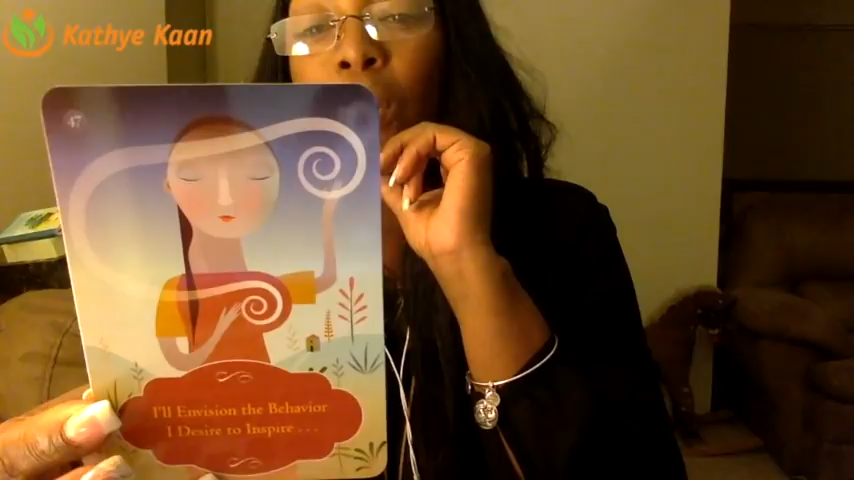 Kathye Kaan
47
I'll Envision the Behavior
I Desire to Inspire . . .